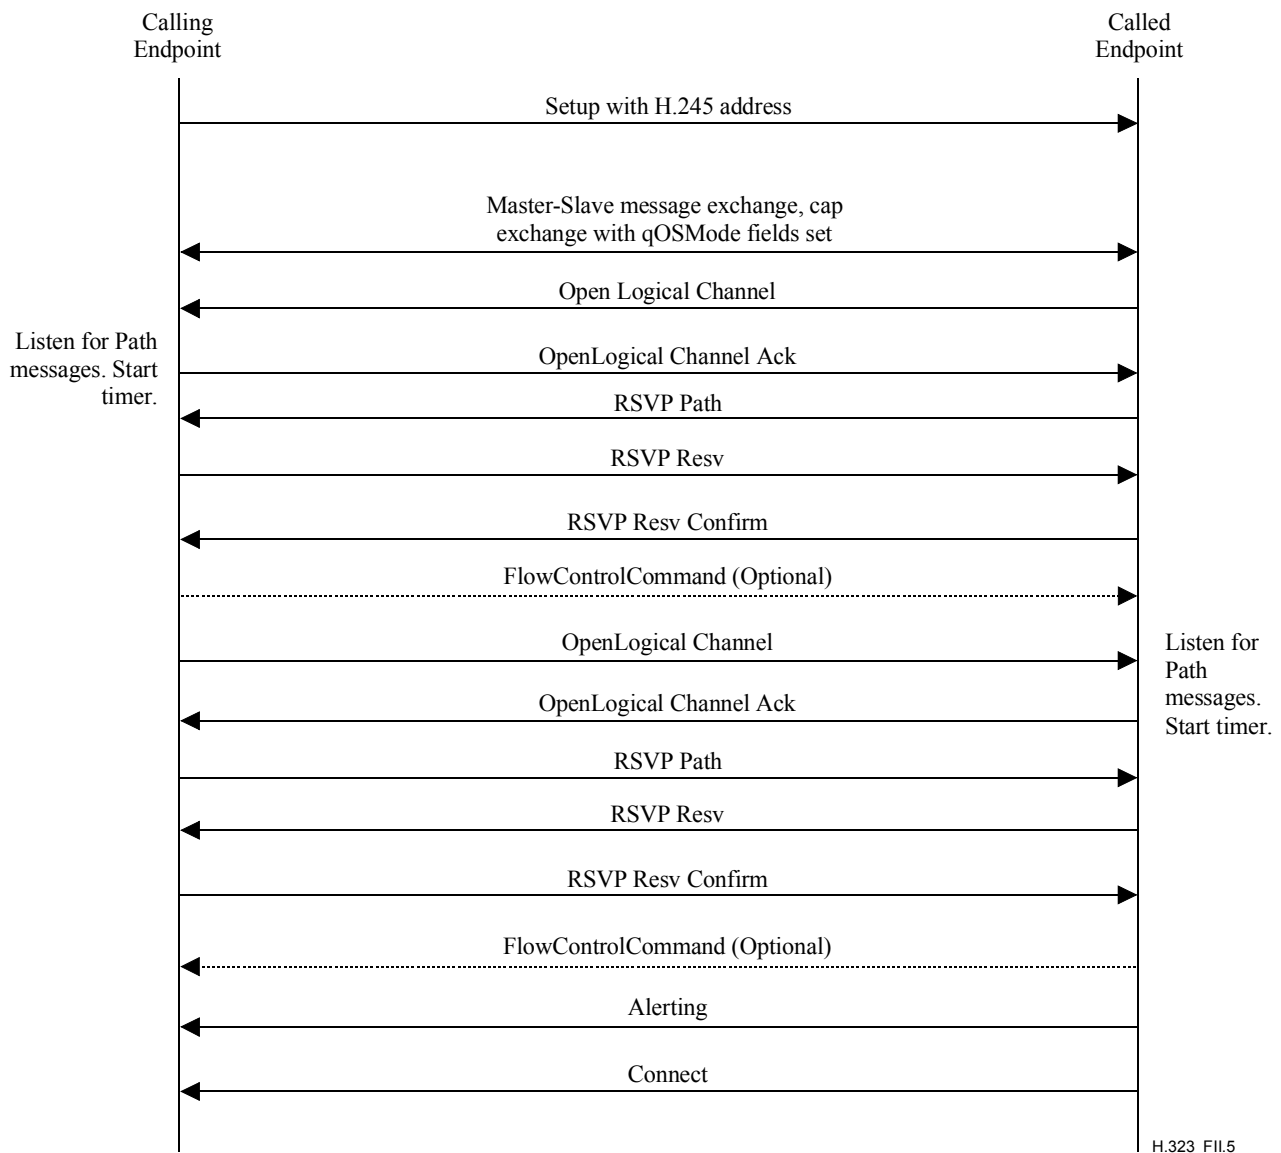 Calling
Endpoint
Called
Endpoint
Setup with H.245 address
Master-Slave message exchange, cap
exchange with qOSMode fields set
Open Logical Channel
Listen for Path
messages. Start
timer.
OpenLogical Channel Ack
RSVP Path
RSVP Resv
RSVP Resv Confirm
FlowControlCommand (Optional)
OpenLogical Channel
Listen for
Path
messages.
Start timer.
OpenLogical Channel Ack
RSVP Path
RSVP Resv
RSVP Resv Confirm
FlowControlCommand (Optional)
Alerting
Connect
H.323_FII.5